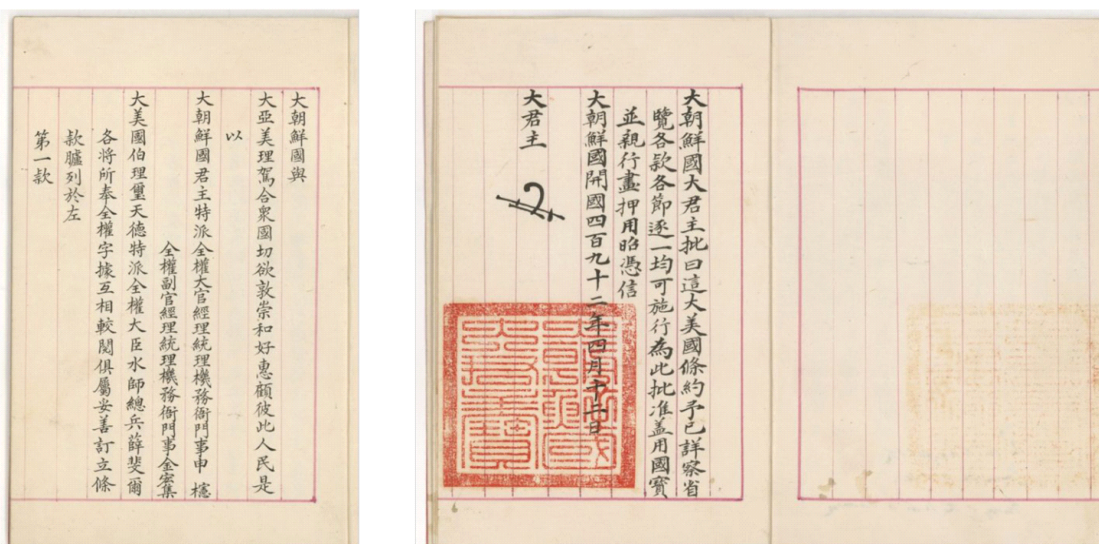 大朝鮮國與
大亞美理駕合衆國切欲敦崇和好惠顧彼此人民是
以
大朝鮮國君主特派全權大官經理統理機務衙門事申櫶
全權副官經理統理機務衙門事金宏集
大美國伯理璽天德特派全權大臣水師總兵薛斐爾
各將所奉全權字據互相較閱俱屬妥善訂立條
款臚列於左
第一款
大朝鮮國大君主批曰這大美國條約予已詳察省
覽各款各節逐一均可施行為此批准盖用國寶
並親行畫押用昭憑信
大朝鮮國開國四百九十二年四月十二日
大君主